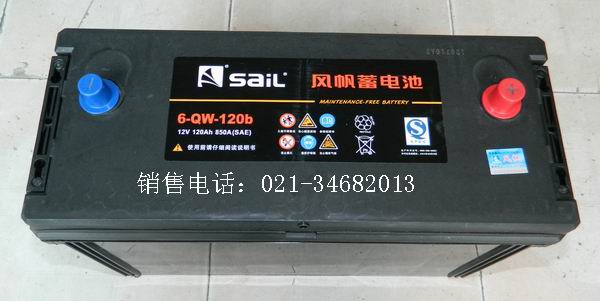 SAIL 风帆蓄电池
MAINTENANCE-FREE BATTERY
6-QW-120b
12V 120Ah 850A(SAE)
使用前请仔细阅读说明书
销售电话：021-34682013